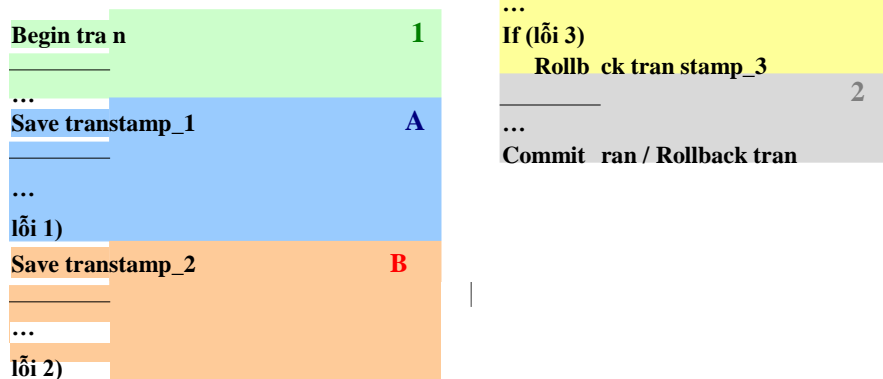 Begin tra n 1
…
Save transtamp_1 A
…
lỗi 1)
Save transtamp_2 B
…
lỗi 2)
…
If (lỗi 3)
Rollb ck tran stamp_3
2
…
Commit ran / Rollback tran